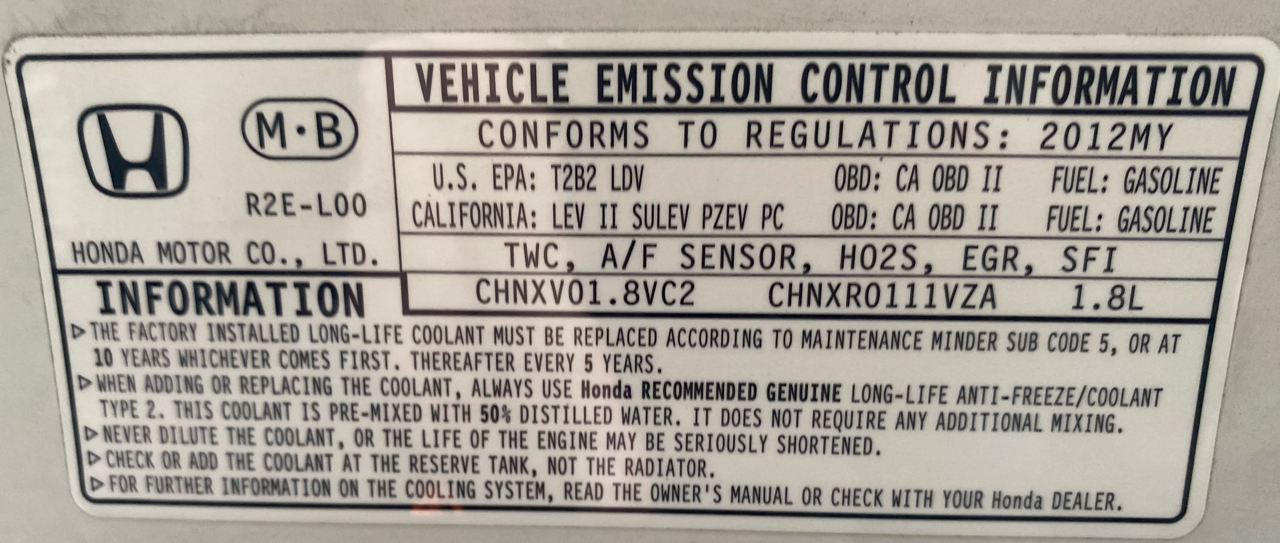 VEHICLE EMISSION CONTROL INFORMATION
M·B
CONFORMS TO REGULATIONS: 2012MY
R2E-L00
U.S. EPA: T2B2 LDV OBD: CA OBD II FUEL: GASOLINE
CALIFORNIA: LEV II SULEV PZEV PC OBD: CA OBD II FUEL: GASOLINE
HONDA MOTOR CO., LTD.
TWC, A/F SENSOR, HO2S, EGR, SFI
INFORMATION
CHNXV01.8VC2 CHNXR0111VZA 1.8L
▷THE FACTORY INSTALLED LONG-LIFE COOLANT MUST BE REPLACED ACCORDING TO MAINTENANCE MINDER SUB CODE 5, OR AT
10 YEARS WHICHEVER COMES FIRST. THEREAFTER EVERY 5 YEARS.
▷WHEN ADDING OR REPLACING THE COOLANT, ALWAYS USE Honda RECOMMENDED GENUINE LONG-LIFE ANTI-FREEZE/COOLANT
TYPE 2. THIS COOLANT IS PRE-MIXED WITH 50% DISTILLED WATER. IT DOES NOT REQUIRE ANY ADDITIONAL MIXING.
▷NEVER DILUTE THE COOLANT, OR THE LIFE OF THE ENGINE MAY BE SERIOUSLY SHORTENED.
▷CHECK OR ADD THE COOLANT AT THE RESERVE TANK, NOT THE RADIATOR.
▷FOR FURTHER INFORMATION ON THE COOLING SYSTEM, READ THE OWNER'S MANUAL OR CHECK WITH YOUR Honda DEALER.